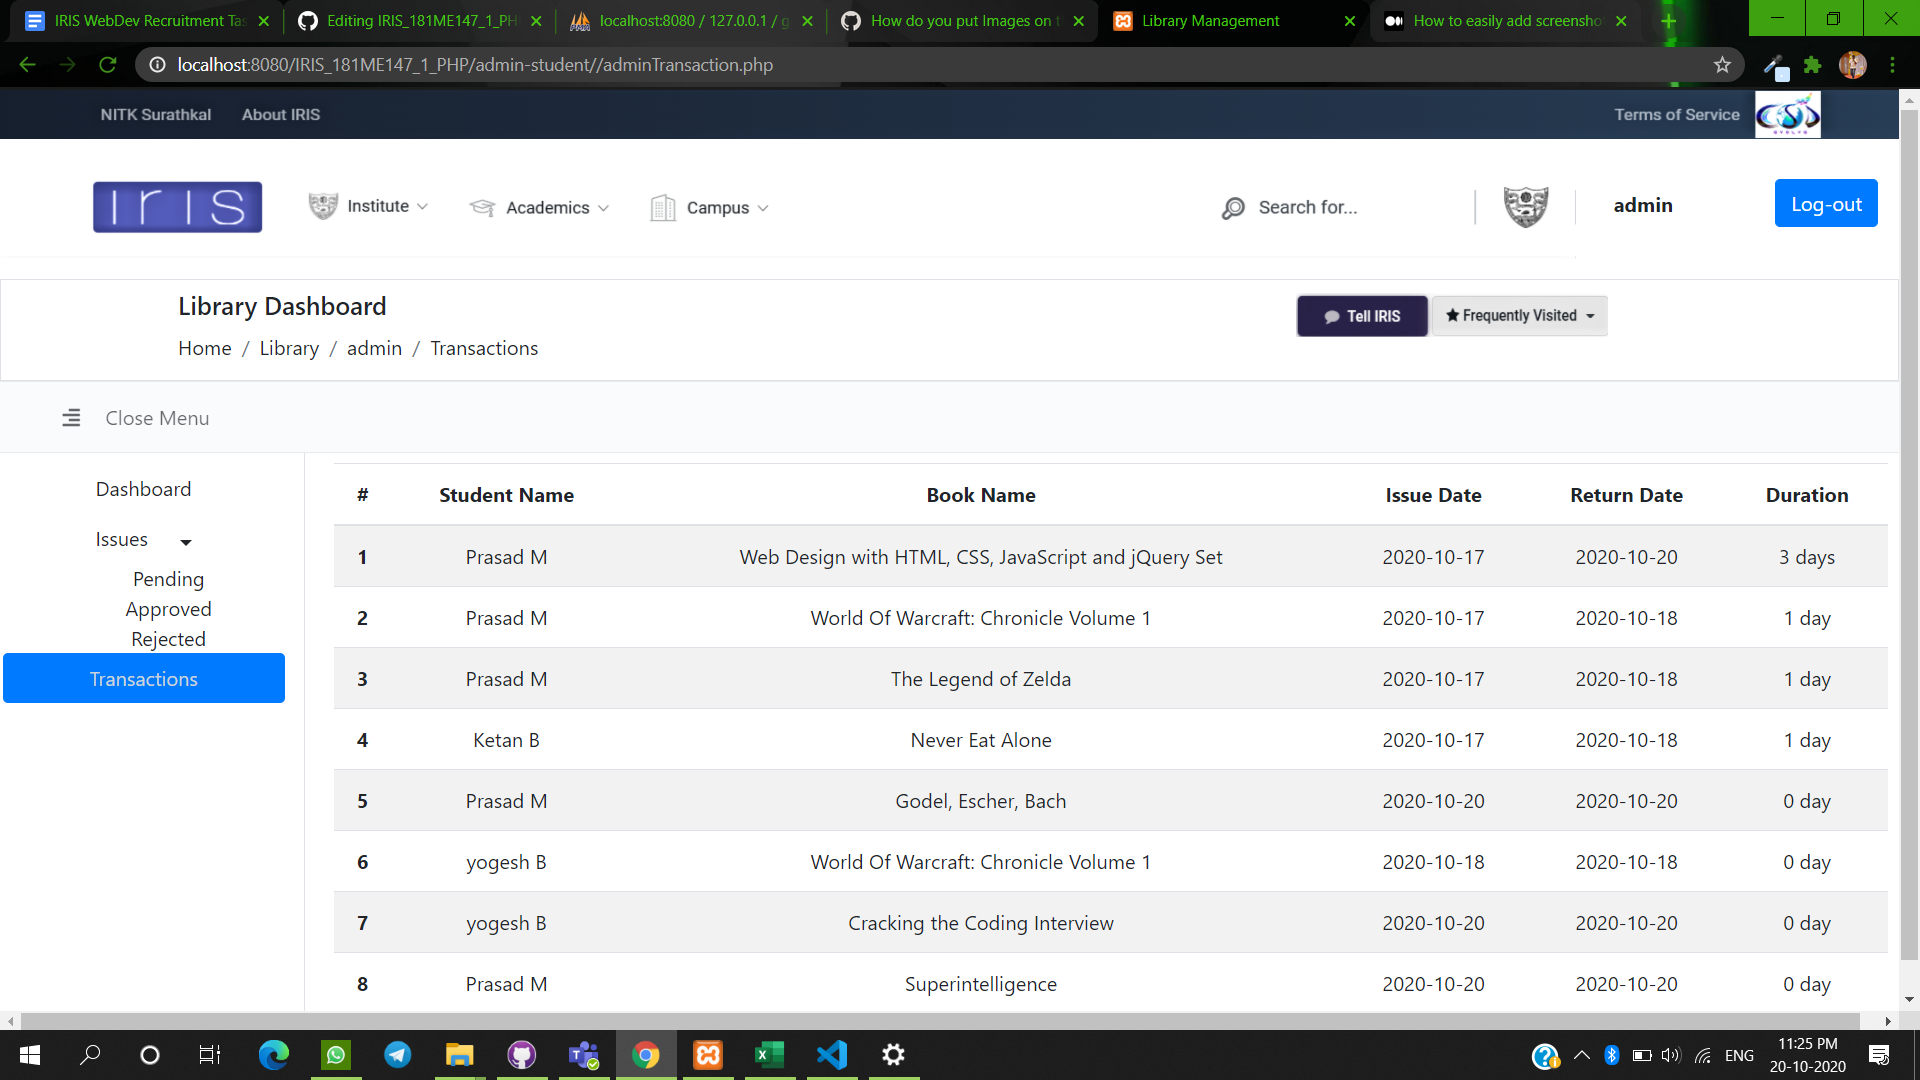 IRIS WebDev Recruitment Tas
Editing IRIS_181ME147_1_PH
localhost:8080 / 127.0.0.1 / g
How do you put Images on t
Library Management
How to easily add screensho
localhost:8080/IRIS_181ME147_1_PHP/admin-student//adminTransaction.php
NITK Surathkal About IRIS Terms of Service
IRIS Institute Academics Campus Search for... admin Log-out
Library Dashboard
Tell IRIS Frequently Visited
Home / Library / admin / Transactions
Close Menu
Dashboard
Issues
Pending
Approved
Rejected
Transactions
# Student Name Book Name Issue Date Return Date Duration
1 Prasad M Web Design with HTML, CSS, JavaScript and jQuery Set 2020-10-17 2020-10-20 3 days
2 Prasad M World Of Warcraft: Chronicle Volume 1 2020-10-17 2020-10-18 1 day
3 Prasad M The Legend of Zelda 2020-10-17 2020-10-18 1 day
4 Ketan B Never Eat Alone 2020-10-17 2020-10-18 1 day
5 Prasad M Godel, Escher, Bach 2020-10-20 2020-10-20 0 day
6 yogesh B World Of Warcraft: Chronicle Volume 1 2020-10-18 2020-10-18 0 day
7 yogesh B Cracking the Coding Interview 2020-10-20 2020-10-20 0 day
8 Prasad M Superintelligence 2020-10-20 2020-10-20 0 day
ENG
11:25 PM
20-10-2020